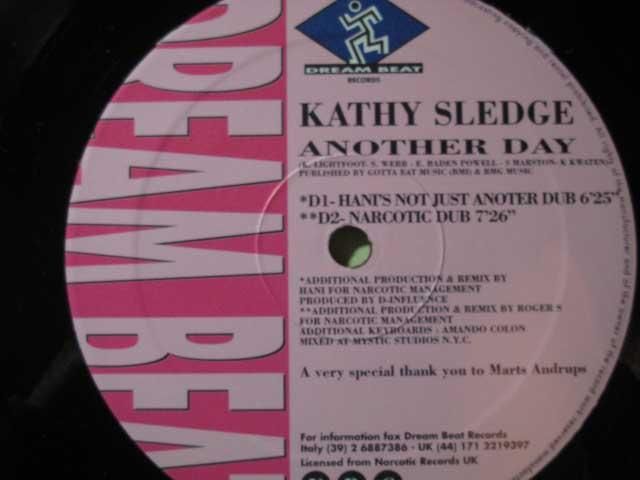 DREAM BEAT
RECORDS
KATHY SLEDGE
ANOTHER DAY
(K. LIGHTFOOT- S. WEBB - E. BADEN POWELL - S MARSTON- K KWATEN)
PUBLISHED BY GOTTA EAT MUSIC (BMI) & BMG MUSIC
*D1- HANI'S NOT JUST ANOTER DUB 6'25"
**D2- NARCOTIC DUB 7'26"
*ADDITIONAL PRODUCTION & REMIX BY
HANI FOR NARCOTIC MANAGEMENT
PRODUCED BY D-INFLUENCE
**ADDITIONAL PRODUCTION & REMIX BY ROGER S
FOR NARCOTIC MANAGEMENT
ADDITIONAL KEYBOARDS : AMANDO COLON
MIXED AT MYSTIC STUDIOS N.Y.C.
A very special thank you to Marts Andrups
For information fax Dream Beat Records
Italy (39) 2 6887386 - UK (44) 171 3219397
Licensed from Narcotic Records UK
DREAM BEAT